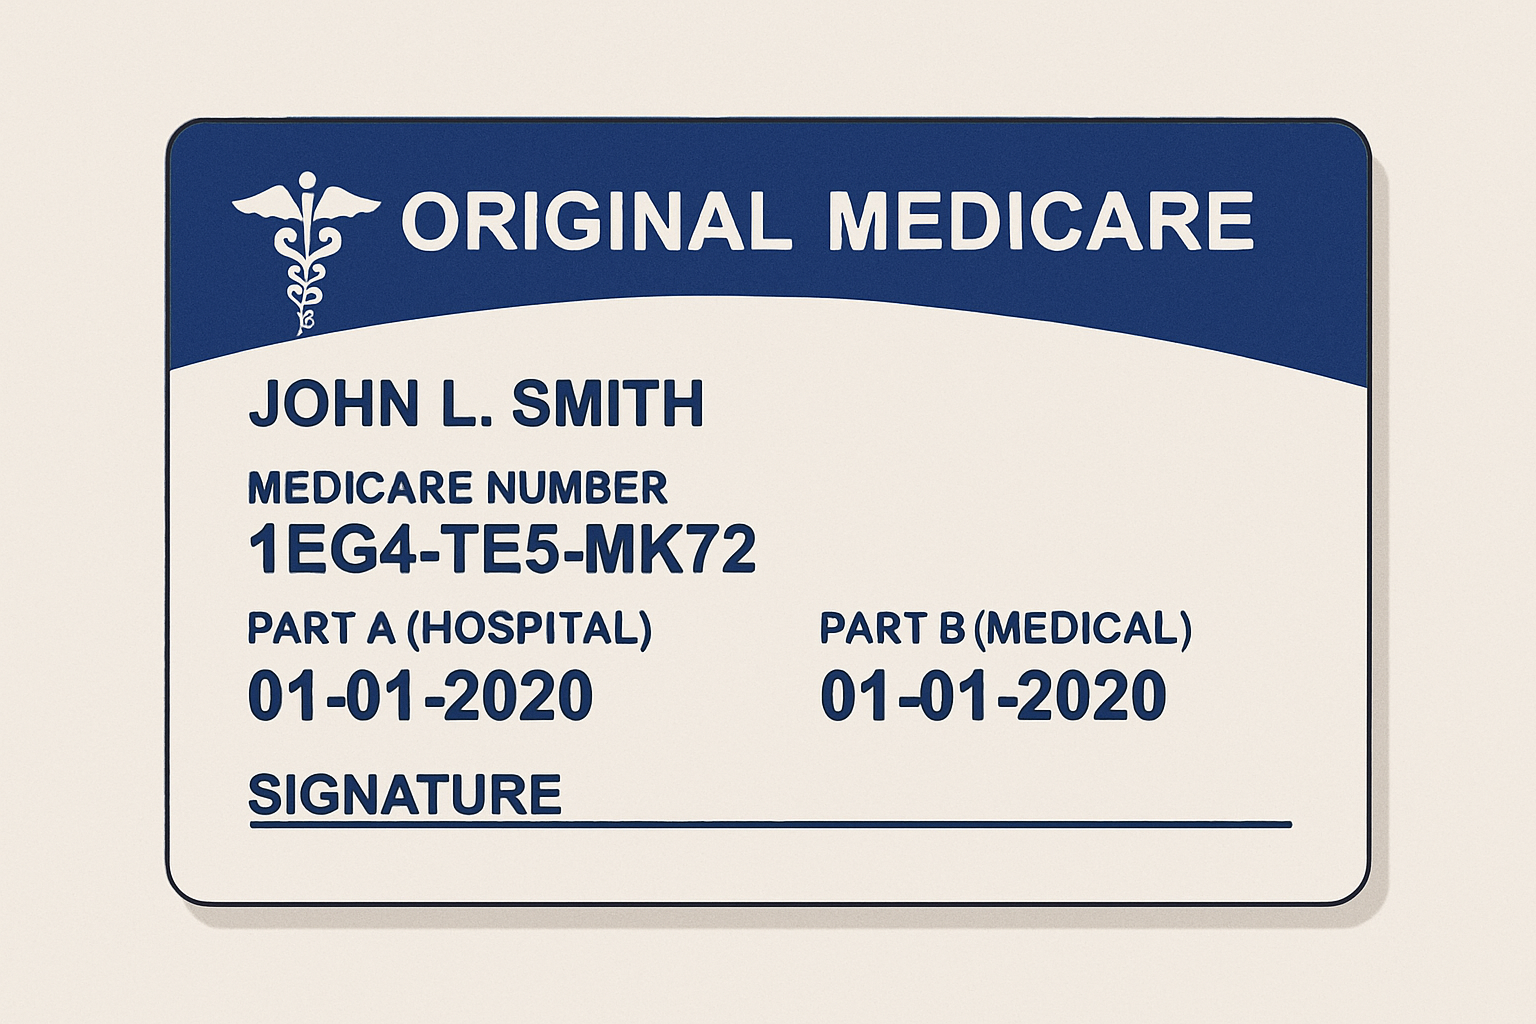 ORIGINAL MEDICARE
JOHN L. SMITH
MEDICARE NUMBER
1EG4-TE5-MK72
PART A (HOSPITAL) PART B (MEDICAL)
01-01-2020 01-01-2020
SIGNATURE